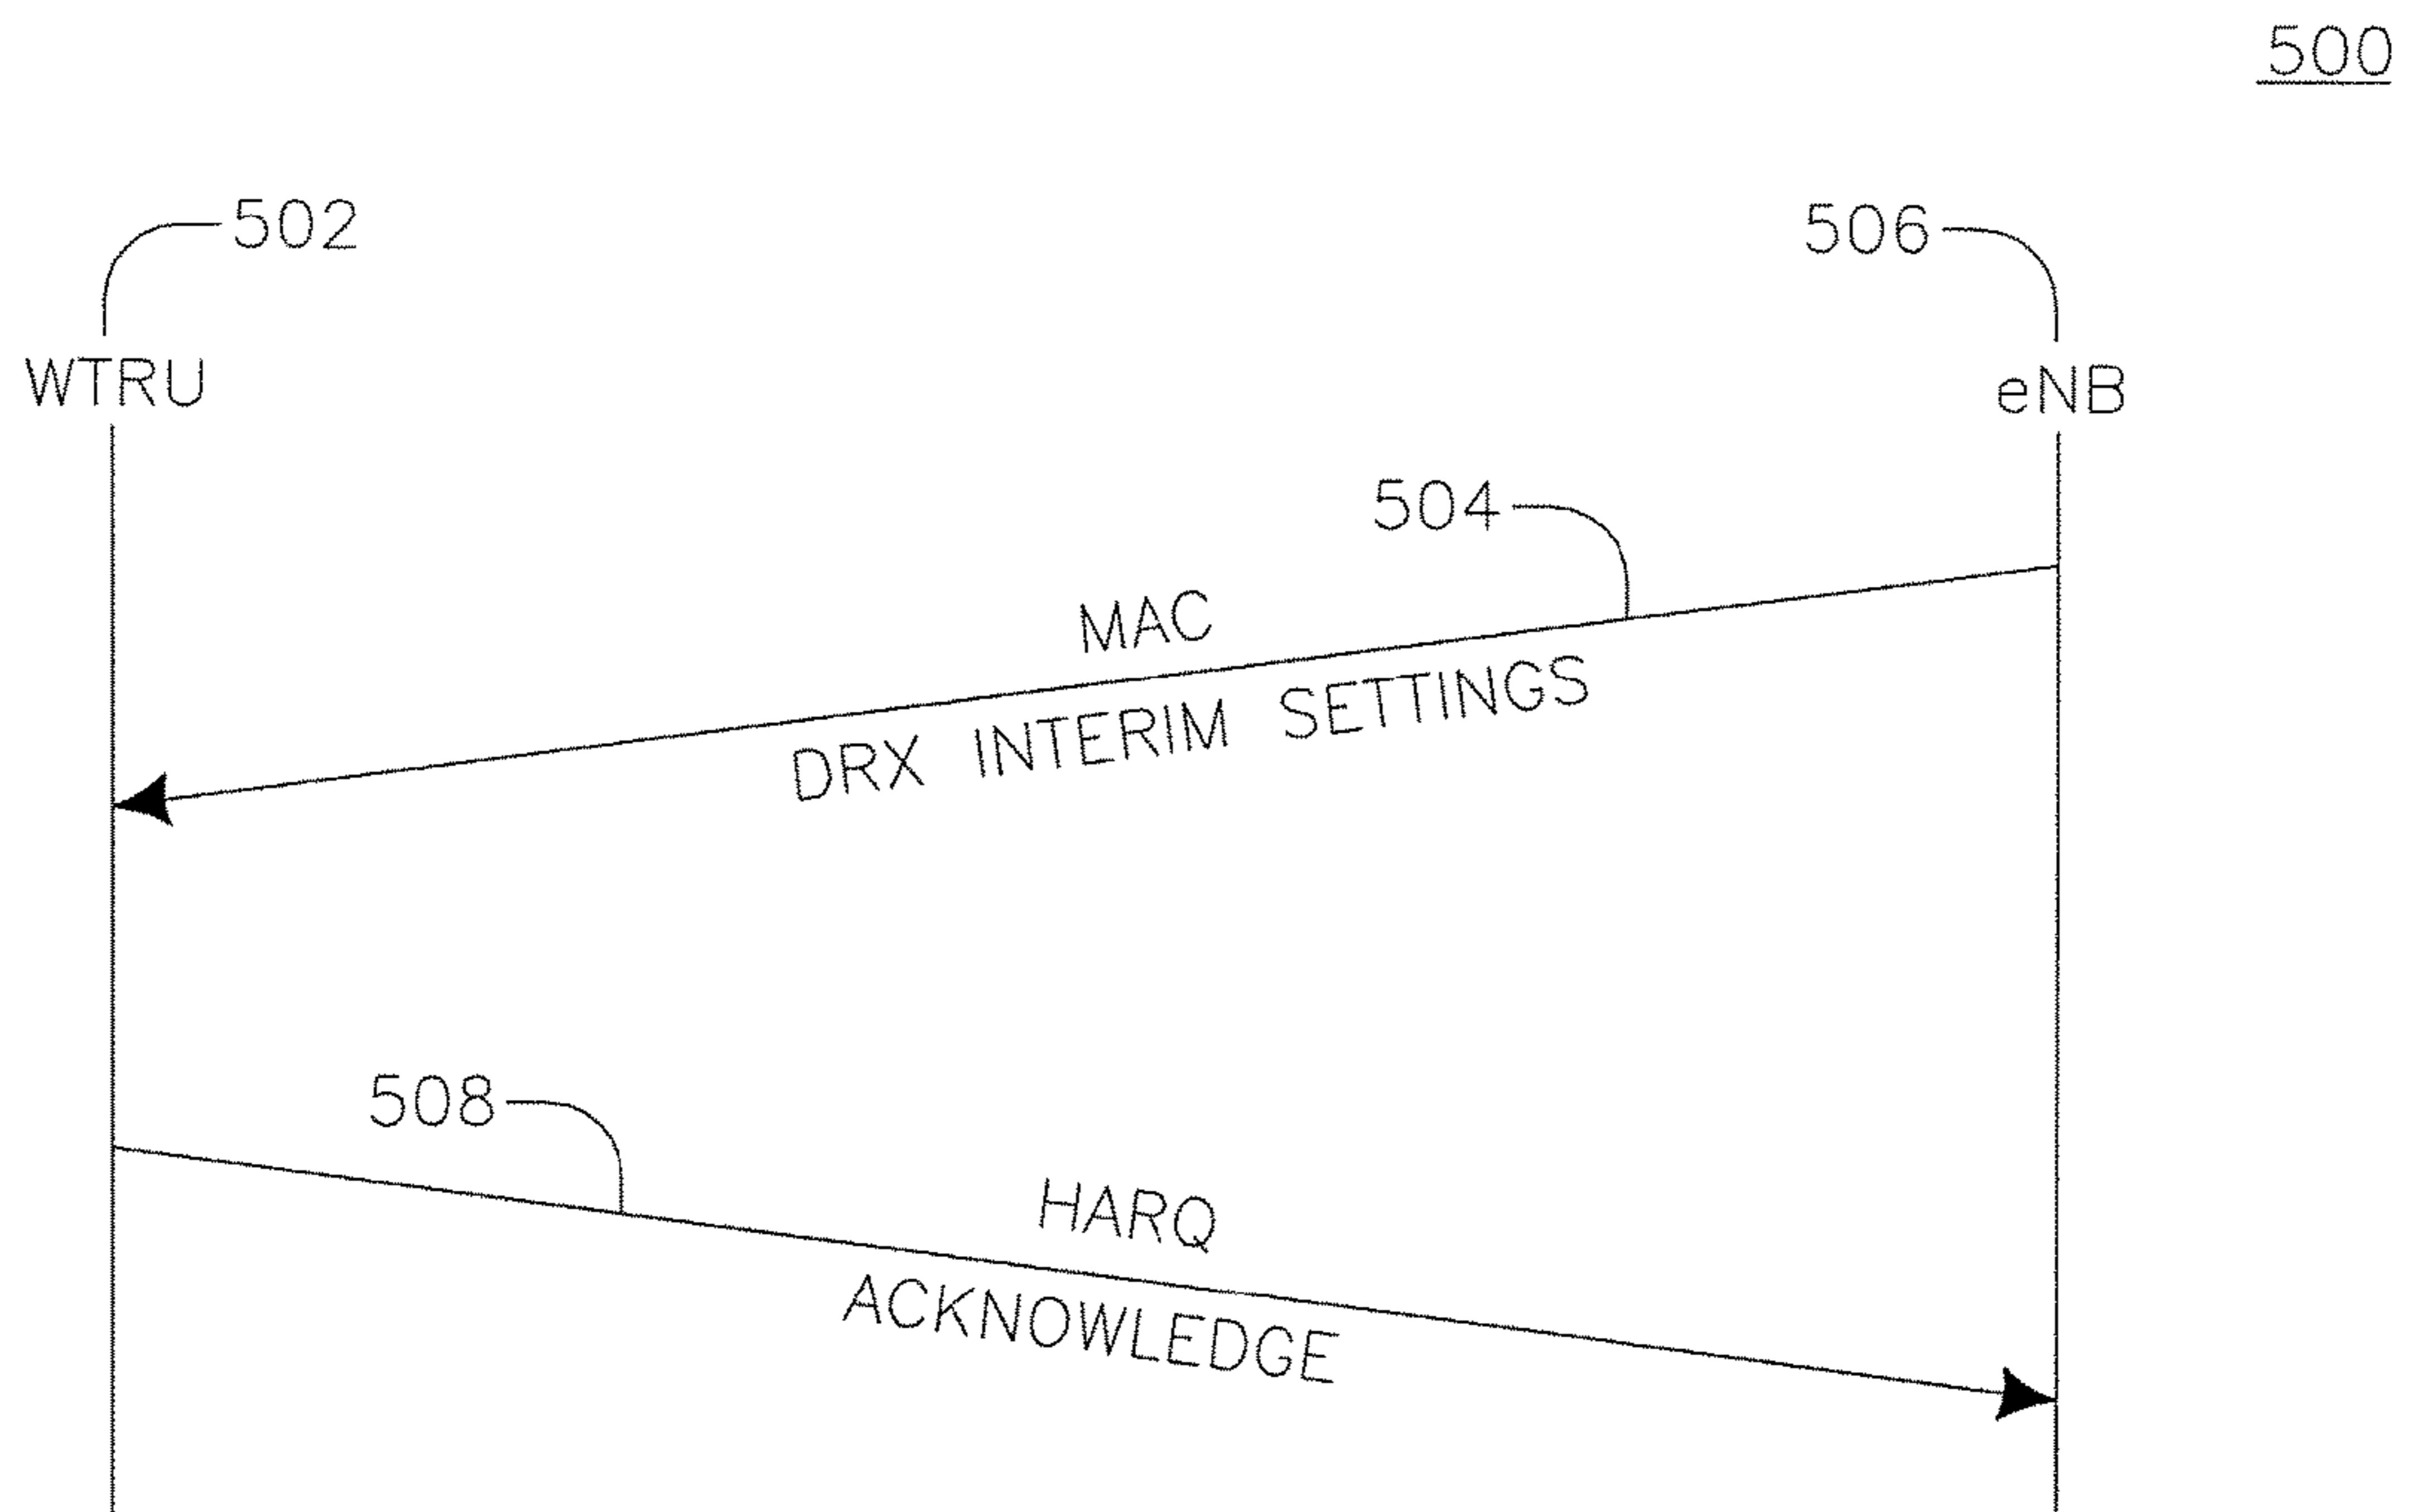 500
502
506
WTRU
eNB
504
MAC
DRX INTERIM SETTINGS
508
HARQ
ACKNOWLEDGE